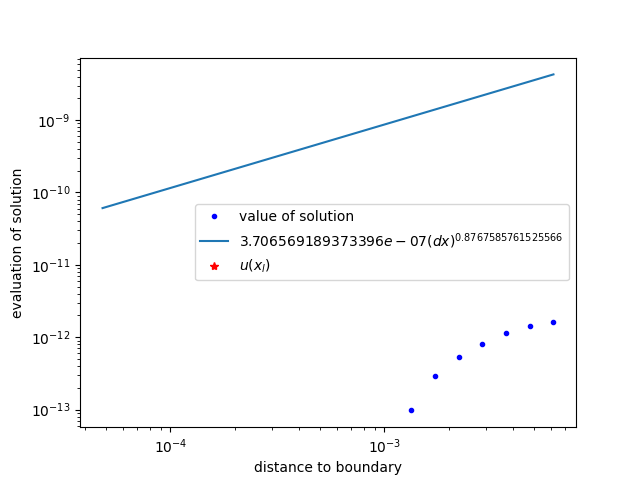 10⁻⁹
10⁻¹⁰
10⁻¹¹
10⁻¹²
10⁻¹³
evaluation of solution
value of solution
3.706569189373396e − 07(dx)^0.8767585761525566
u(x_l)
10⁻⁴
10⁻³
distance to boundary